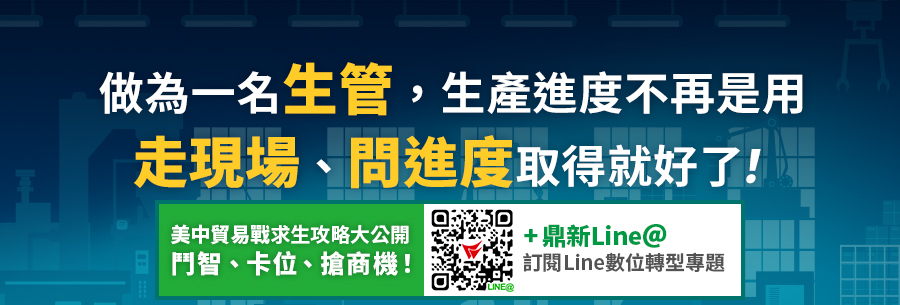 做為一名生管，生產進度不再是用
走現場、問進度取得就好了！
美中貿易戰求生攻略大公開
鬥智、卡位、搶商機！
LINE@
+鼎新Line@
訂閱Line數位轉型專題